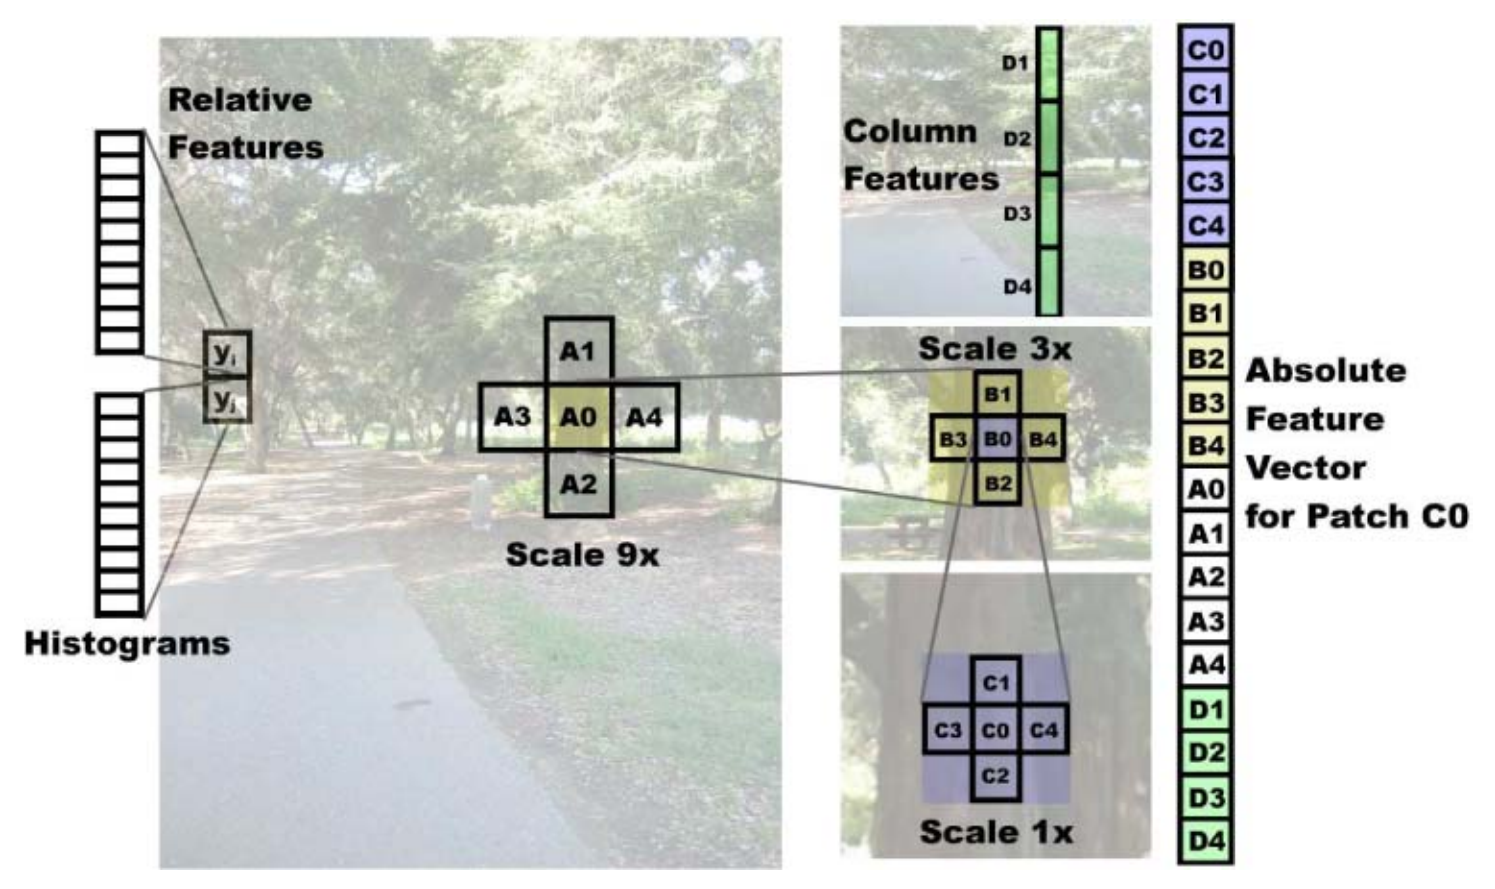 Relative
Features
yi
yj
Histograms
A1
A3 A0 A4
A2
Scale 9x
Column
Features
D1
D2
D3
D4
Scale 3x
B1
B3 B0 B4
B2
C1
C3 C0 C4
C2
Scale 1x
C0
C1
C2
C3
C4
B0
B1
B2
B3
B4
A0
A1
A2
A3
A4
D1
D2
D3
D4
Absolute
Feature
Vector
for Patch C0